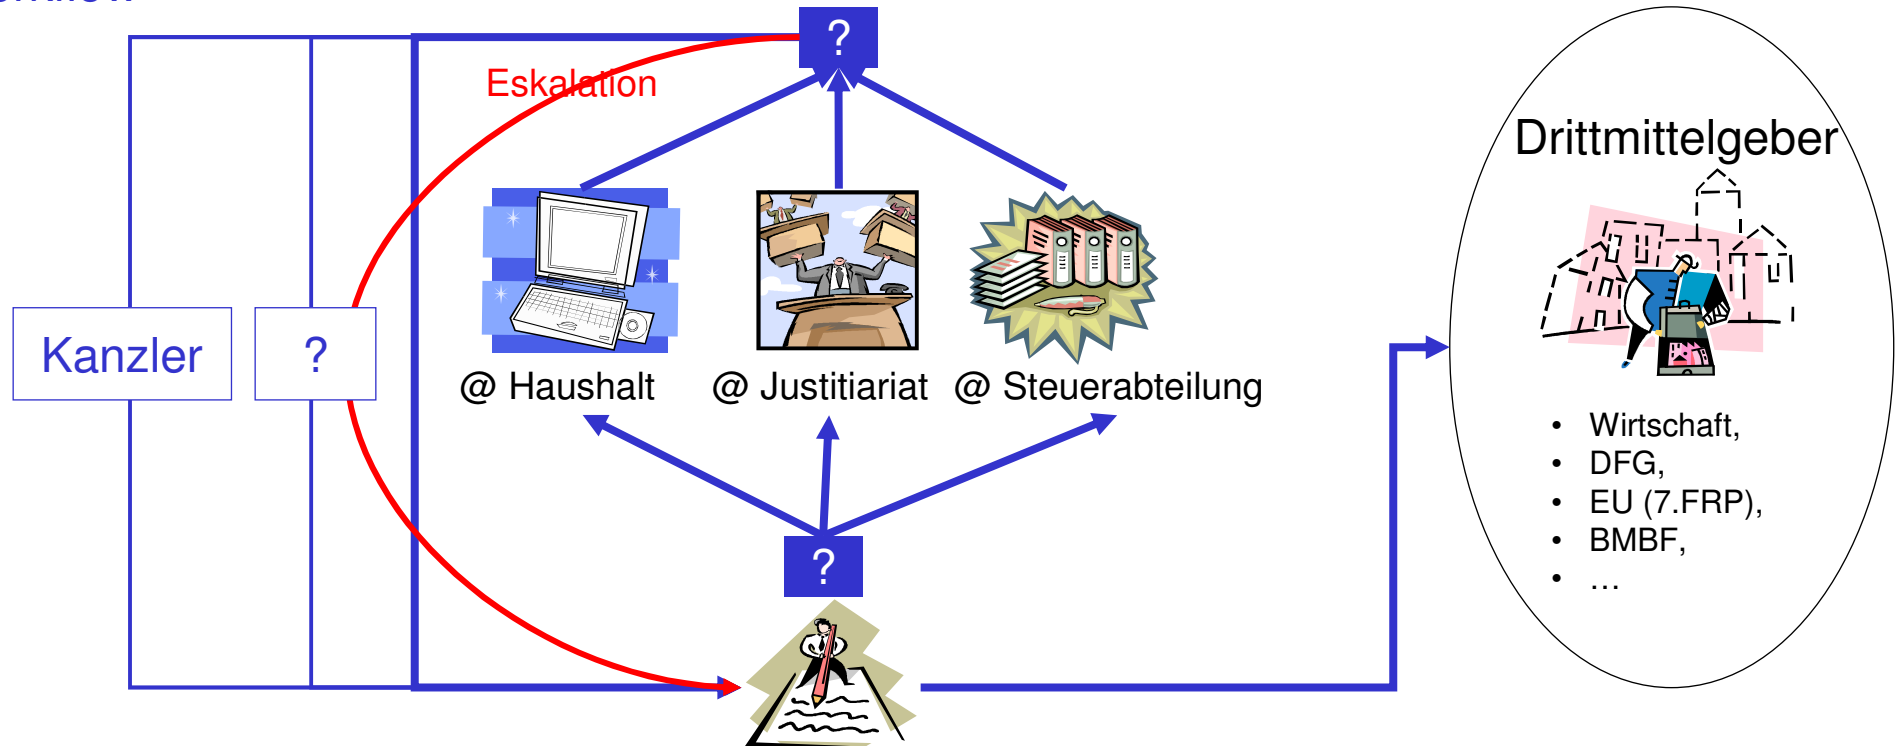 ?
Eskalation
Drittmittelgeber
Kanzler
?
@ Haushalt
@ Justitiariat
@ Steuerabteilung
• Wirtschaft,
• DFG,
• EU (7.FRP),
• BMBF,
• …
?